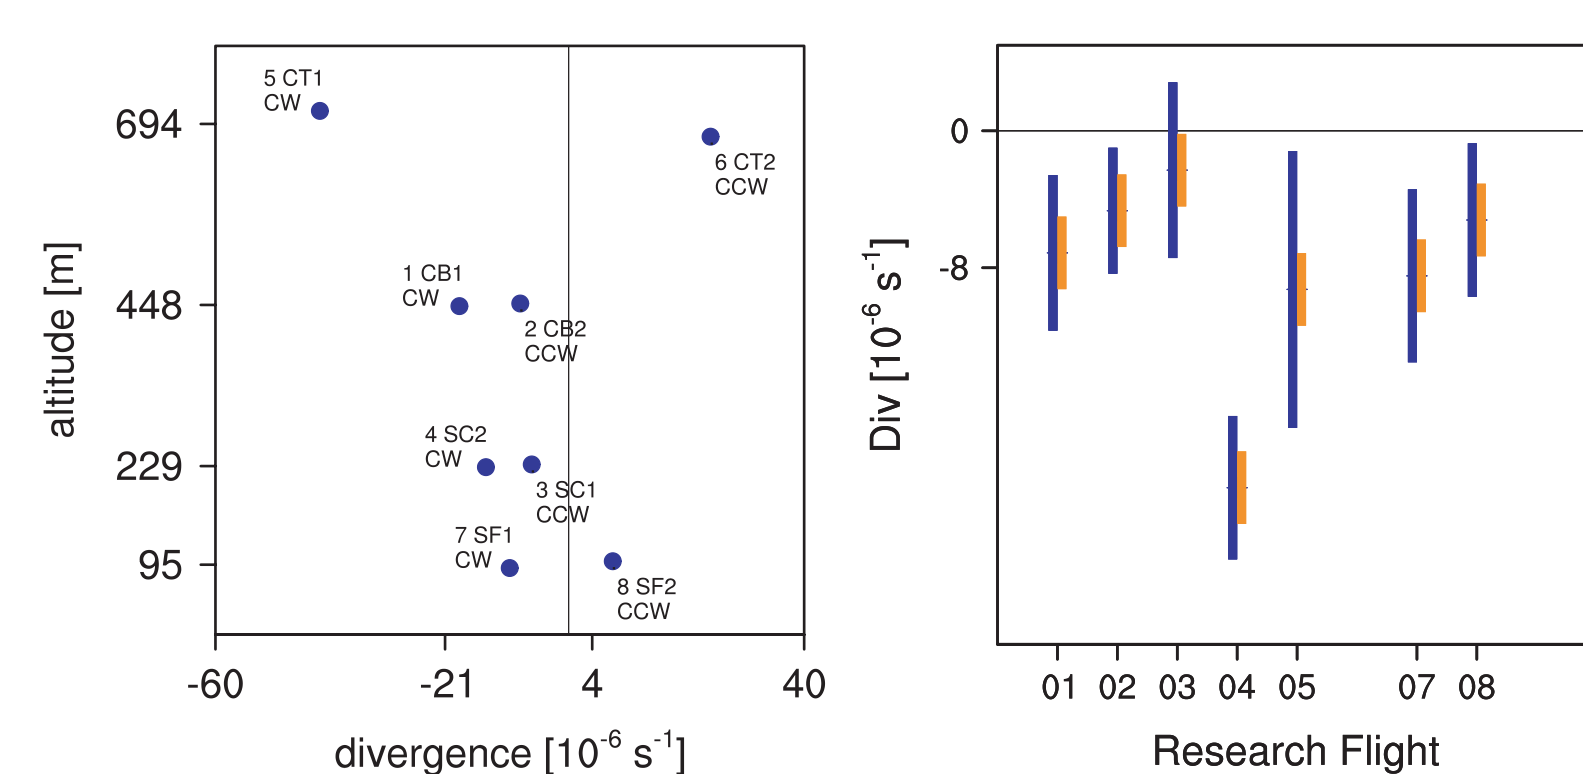 altitude [m]
694
448
229
95
5 CT1
CW
6 CT2
CCW
1 CB1
CW
2 CB2
CCW
4 SC2
CW
3 SC1
CCW
7 SF1
CW
8 SF2
CCW
-60 -21 4 40
divergence [10⁻⁶ s⁻¹]
Div [10⁻⁶ s⁻¹]
0
-8
01 02 03 04 05 07 08
Research Flight